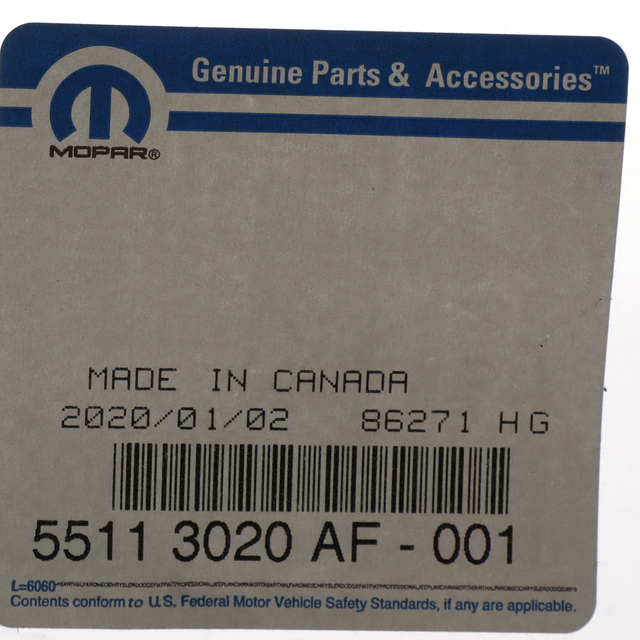 Genuine Parts & Accessories™
MOPAR®
MADE IN CANADA
2020/01/02 86271 HG
5511 3020 AF - 001
L=6060
Contents conform to U.S. Federal Motor Vehicle Safety Standards, if any are applicable.